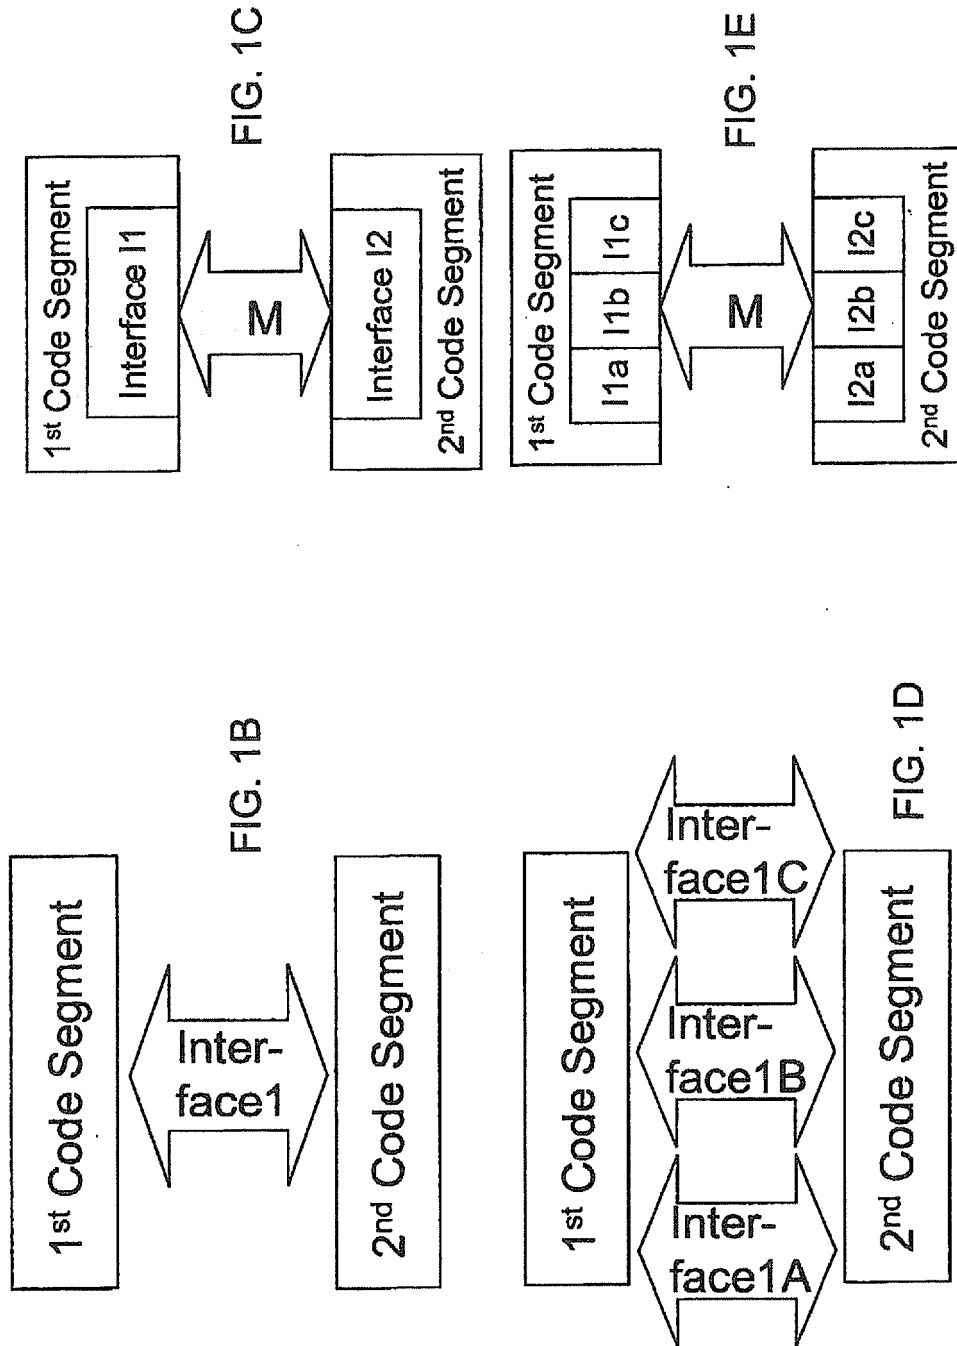 1st Code Segment
Inter-
face1
2nd Code Segment
FIG. 1B
1st Code Segment
Interface I1
M
Interface I2
2nd Code Segment
FIG. 1C
1st Code Segment
Inter-
face1A
Inter-
face1B
Inter-
face1C
2nd Code Segment
FIG. 1D
1st Code Segment
I1a I1b I1c
M
I2a I2b I2c
2nd Code Segment
FIG. 1E